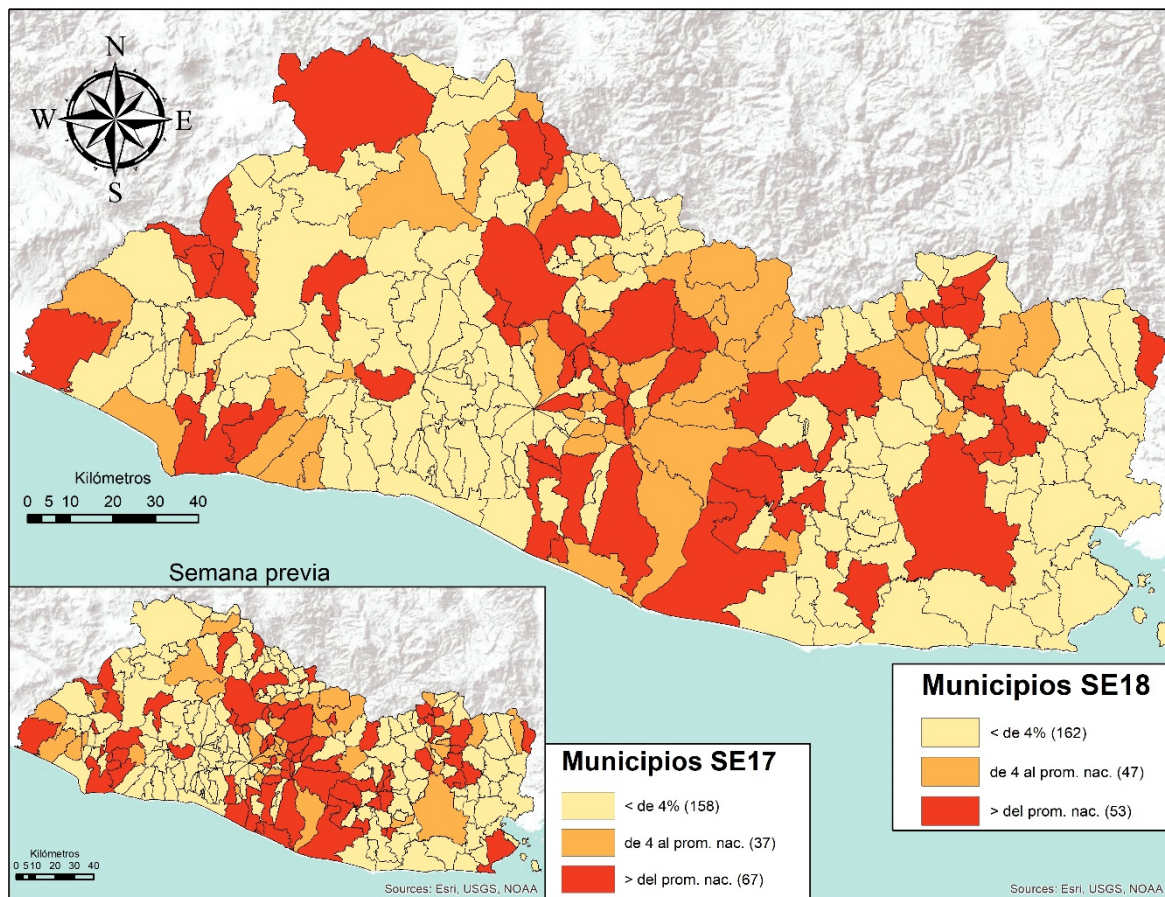 N
W
E
S
Kilómetros
0 5 10 20 30 40
Semana previa
Kilómetros
0 5 10 20 30 40
Sources: Esri, USGS, NOAA
Municipios SE17
< de 4% (158)
de 4 al prom. nac. (37)
> del prom. nac. (67)
Municipios SE18
< de 4% (162)
de 4 al prom. nac. (47)
> del prom. nac. (53)
Sources: Esri, USGS, NOAA